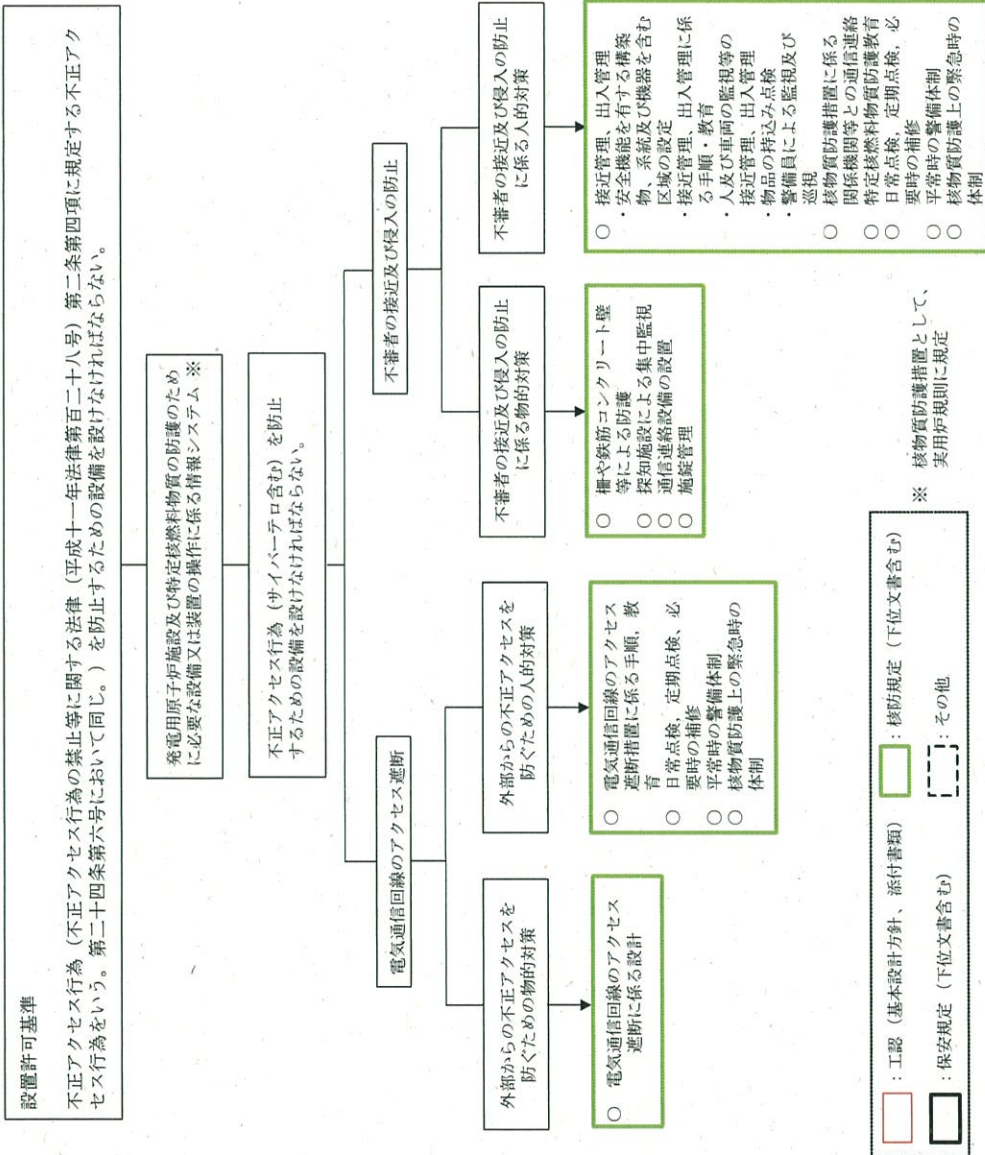 設置許可基準
不正アクセス行為（不正アクセス行為の禁止等に関する法律（平成十一年法律第百二十八号）第二条第四項に規定する不正アク
セス行為をいう。第二十四条第六号において同じ。）を防止するための設備を設けなければならない。
発電用原子炉施設及び特定核燃料物質の防護のため
に必要な設備又は装置の操作に係る情報システム ※
不正アクセス行為（サイバーテロ含む）を防止
するための設備を設けなければならない。
電気通信回線のアクセス遮断
不審者の接近及び侵入の防止
外部からの不正アクセスを
防ぐための物的対策
外部からの不正アクセスを
防ぐための人的対策
不審者の接近及び侵入の防止
に係る物的対策
不審者の接近及び侵入の防止
に係る人的対策
○ 電気通信回線のアクセス
遮断に係る設計
○ 電気通信回線のアクセス
遮断措置に係る手順，教
育
○ 日常点検，定期点検、必
要時の補修
○ 平常時の警備体制
○ 核物質防護上の緊急時の
体制
○ 柵や鉄筋コンクリート壁
等による防護
○ 探知施設による集中監視
○ 通信連絡設備の設置
○ 施錠管理
○ 接近管理、出入管理
・安全機能を有する構築
物、系統及び機器を含む
区域の設定
・接近管理、出入管理に係
る手順・教育
・人及び車両の監視等の
接近管理、出入管理
・物品の持込み点検
・警備員による監視及び
巡視
○ 核物質防護措置に係る
関係機関等との通信連絡
○ 特定核燃料物質防護教育
○ 日常点検，定期点検，必
要時の補修
○ 平常時の警備体制
○ 核物質防護上の緊急時の
体制
※ 核物質防護措置として、
実用炉規則に規定
：工認（基本設計方針、添付書類）
：核防規定（下位文書含む）
：保安規定（下位文書含む）
：その他